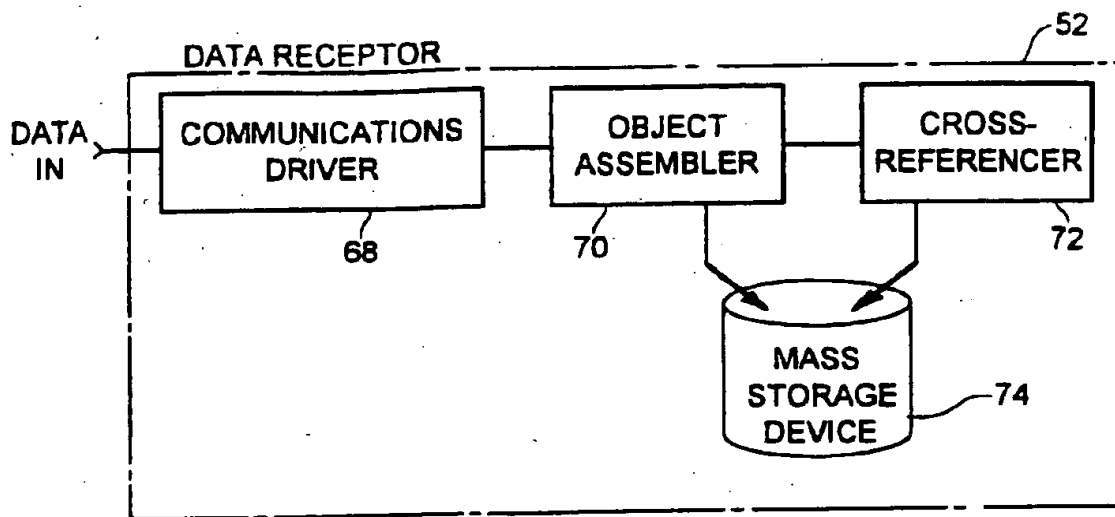 52
DATA RECEPTOR
DATA
IN
COMMUNICATIONS
DRIVER
68
OBJECT
ASSEMBLER
70
CROSS-
REFERENCER
72
MASS
STORAGE
DEVICE
74